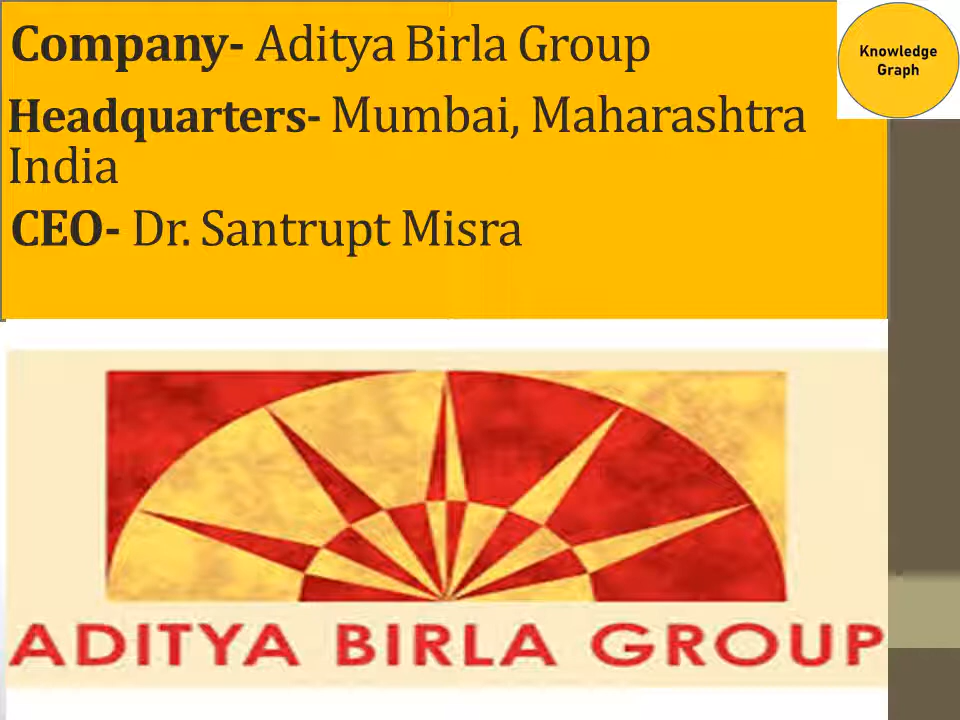 Company- Aditya Birla Group
Knowledge
Graph
Headquarters- Mumbai, Maharashtra
India
CEO- Dr. Santrupt Misra
ADITYA BIRLA GROUP